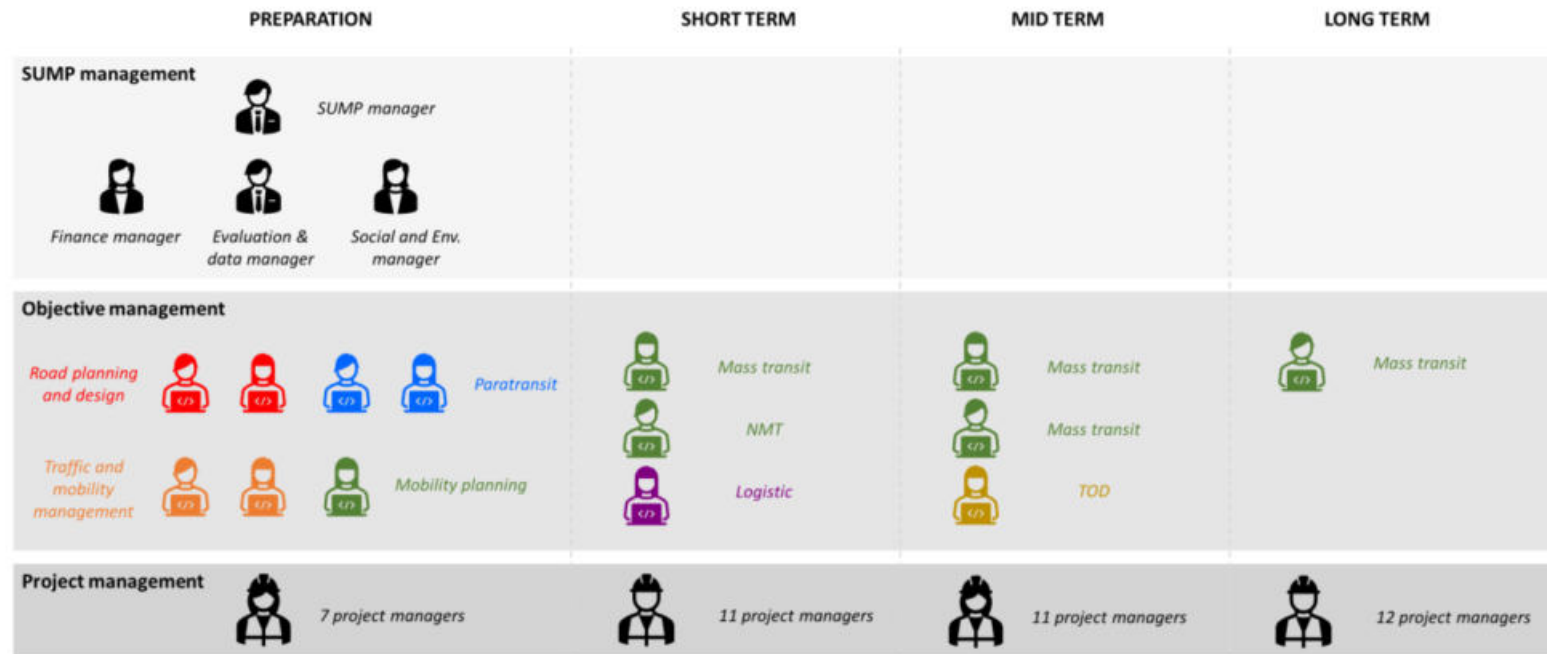 PREPARATION
SHORT TERM
MID TERM
LONG TERM
SUMP management
SUMP manager
Finance manager
Evaluation &
data manager
Social and Env.
manager
Objective management
Road planning
and design
</>
</>
</>
</>
Paratransit
Traffic and
mobility
management
</>
</>
</>
Mobility planning
</>
Mass transit
</>
NMT
</>
Logistic
</>
Mass transit
</>
Mass transit
</>
TOD
</>
Mass transit
Project management
7 project managers
11 project managers
11 project managers
12 project managers